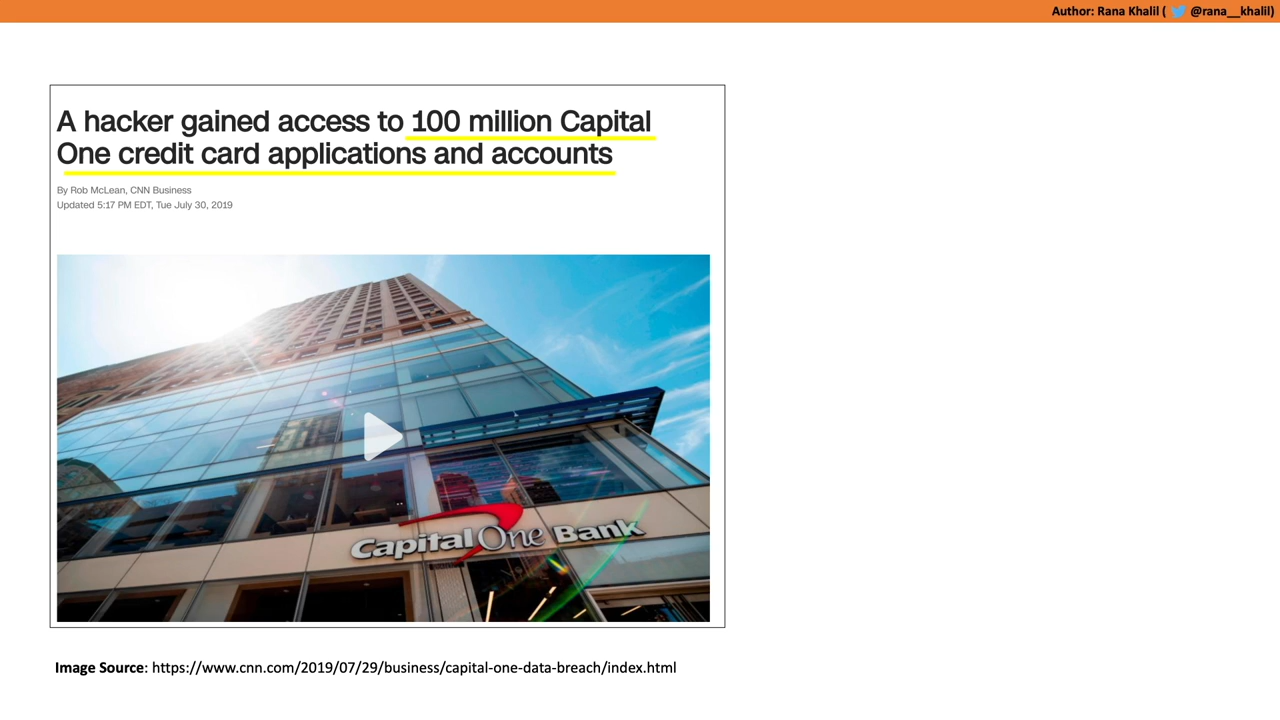 Author: Rana Khalil ( @rana__khalil)
A hacker gained access to 100 million Capital
One credit card applications and accounts
By Rob McLean, CNN Business
Updated 5:17 PM EDT, Tue July 30, 2019
Capital One Bank
Image Source: https://www.cnn.com/2019/07/29/business/capital-one-data-breach/index.html